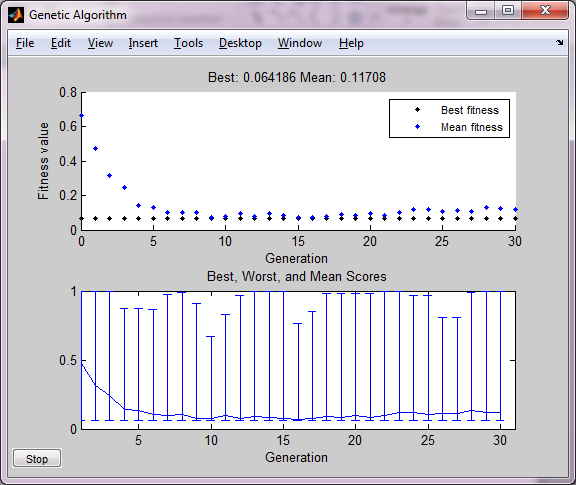 Genetic Algorithm
File Edit View Insert Tools Desktop Window Help
Best: 0.064186 Mean: 0.11708
Fitness value
0.8
0.6
0.4
0.2
0
Best fitness
Mean fitness
0 5 10 15 20 25 30
Generation
Best, Worst, and Mean Scores
1
0.5
0
5 10 15 20 25 30
Generation
Stop